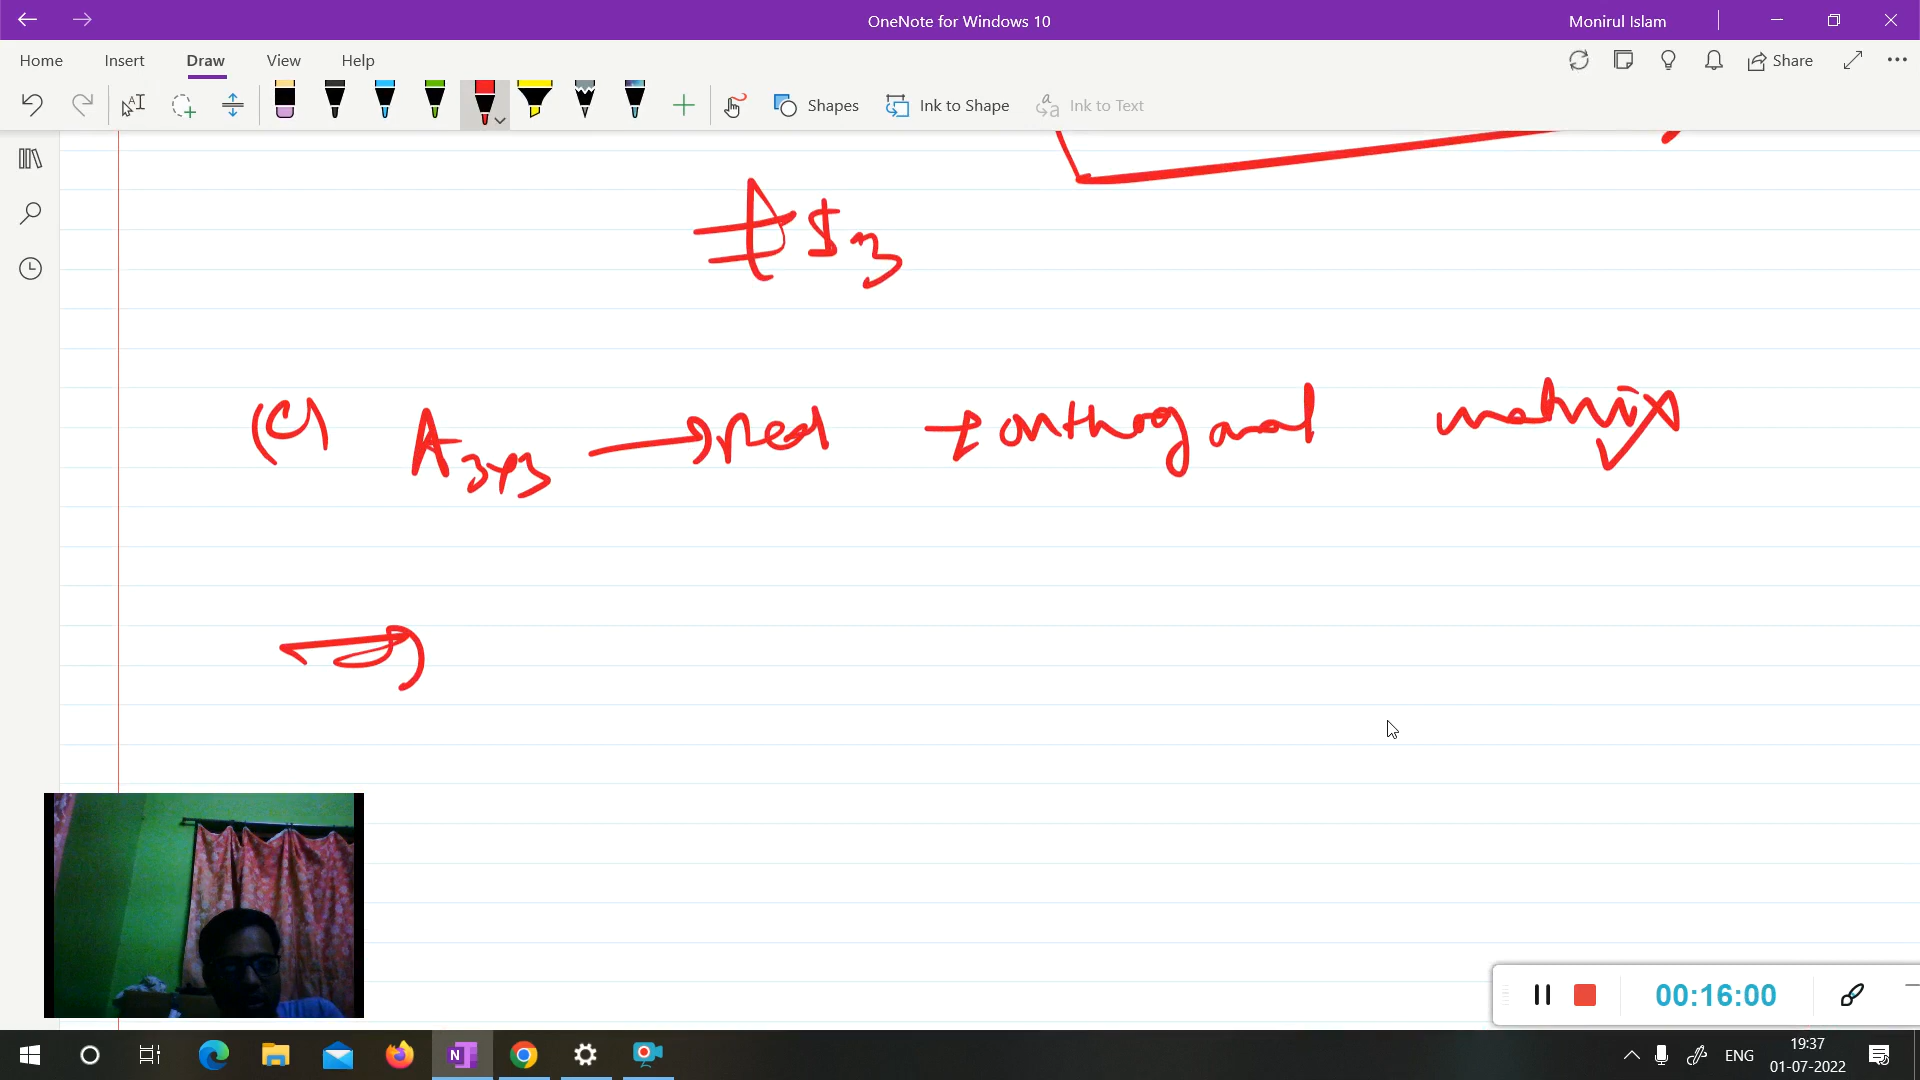 OneNote for Windows 10
Monirul Islam
Home Insert Draw View Help
Share
Shapes Ink to Shape Ink to Text
(C) A3×3 → real orthogonal matrix
00:16:00
ENG
19:37
01-07-2022